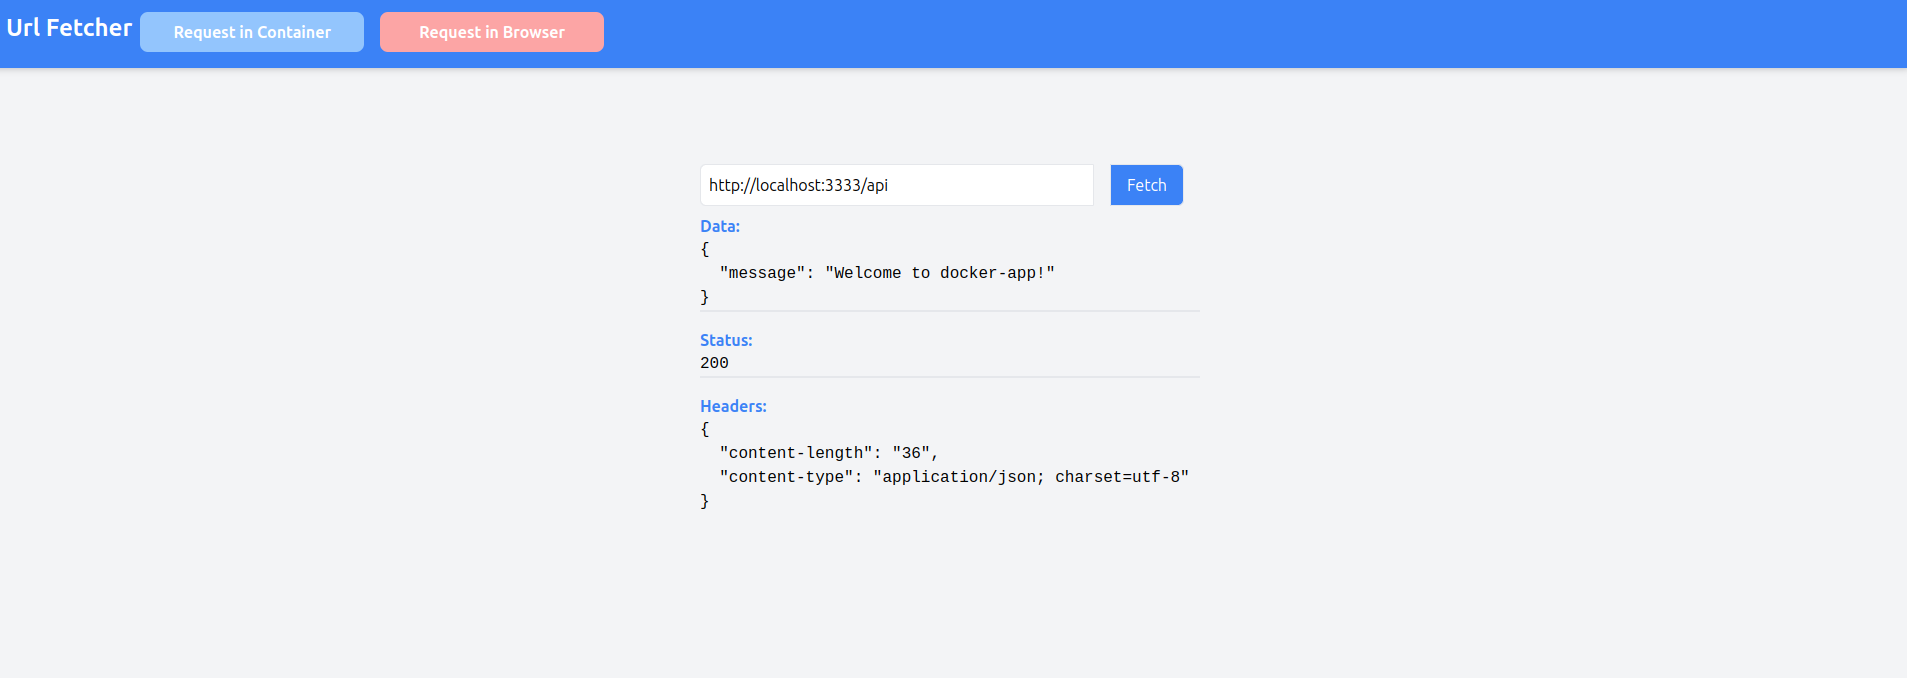 Url Fetcher Request in Container Request in Browser
http://localhost:3333/api Fetch
Data:
{
  "message": "Welcome to docker-app!"
}
Status:
200
Headers:
{
  "content-length": "36",
  "content-type": "application/json; charset=utf-8"
}